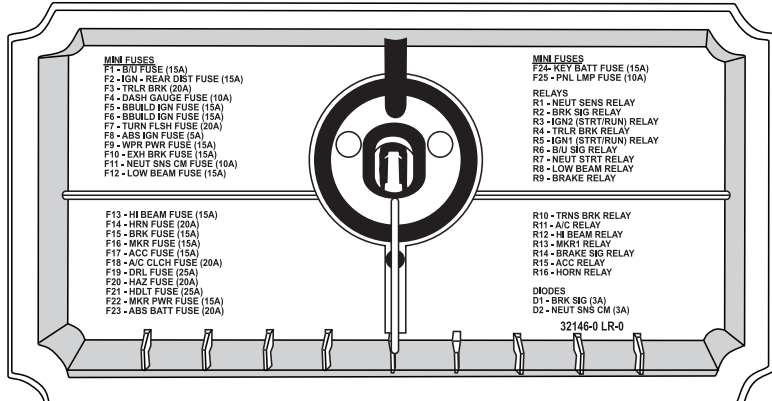 MINI FUSES
F1 - B/U FUSE (15A)
F2 - IGN - REAR DIST FUSE (15A)
F3 - TRLR BRK (20A)
F4 - DASH GAUGE FUSE (10A)
F5 - BBUILD IGN FUSE (15A)
F6 - BBUILD IGN FUSE (15A)
F7 - TURN FLSH FUSE (20A)
F8 - ABS IGN FUSE (5A)
F9 - WPR PWR FUSE (15A)
F10 - EXH BRK FUSE (15A)
F11 - NEUT SNS CM FUSE (10A)
F12 - LOW BEAM FUSE (15A)
F13 - HI BEAM FUSE (15A)
F14 - HRN FUSE (20A)
F15 - BRK FUSE (15A)
F16 - MKR FUSE (15A)
F17 - ACC FUSE (15A)
F18 - A/C CLCH FUSE (20A)
F19 - DRL FUSE (25A)
F20 - HAZ FUSE (20A)
F21 - HDLT FUSE (25A)
F22 - MKR PWR FUSE (15A)
F23 - ABS BATT FUSE (20A)
MINI FUSES
F24- KEY BATT FUSE (15A)
F25 - PNL LMP FUSE (10A)
RELAYS
R1 - NEUT SENS RELAY
R2 - BRK SIG RELAY
R3 - IGN2 (STRT/RUN) RELAY
R4 - TRLR BRK RELAY
R5 - IGN1 (STRT/RUN) RELAY
R6 - B/U SIG RELAY
R7 - NEUT STRT RELAY
R8 - LOW BEAM RELAY
R9 - BRAKE RELAY
R10 - TRNS BRK RELAY
R11 - A/C RELAY
R12 - HI BEAM RELAY
R13 - MKR1 RELAY
R14 - BRAKE SIG RELAY
R15 - ACC RELAY
R16 - HORN RELAY
DIODES
D1 - BRK SIG (3A)
D2 - NEUT SNS CM (3A)
32146-0 LR-0